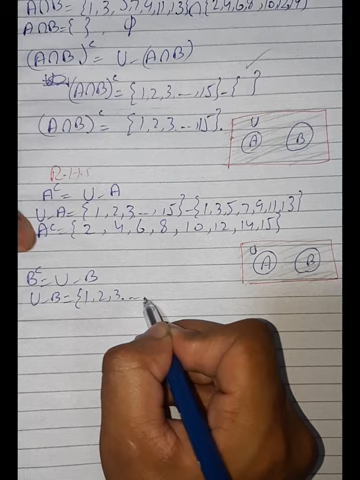 A∩B = {1, 3, 5, 7, 9, 11, 13} ∩ {2, 4, 6, 8, 10, 12, 14}
A∩B = { } . ϕ
(A∩B)ᶜ = U - (A∩B)
(A∩B)ᶜ = {1, 2, 3 ..., 15} - { }
(A∩B)ᶜ = {1, 2, 3 ..., 15}.
U
A B
R.H.S
Aᶜ = U - A
U - A = {1, 2, 3, ..., 15} - {1, 3, 5, 7, 9, 11, 13}
Aᶜ = {2, 4, 6, 8, 10, 12, 14, 15}
U
A B
Bᶜ = U - B
U - B = {1, 2, 3, ...